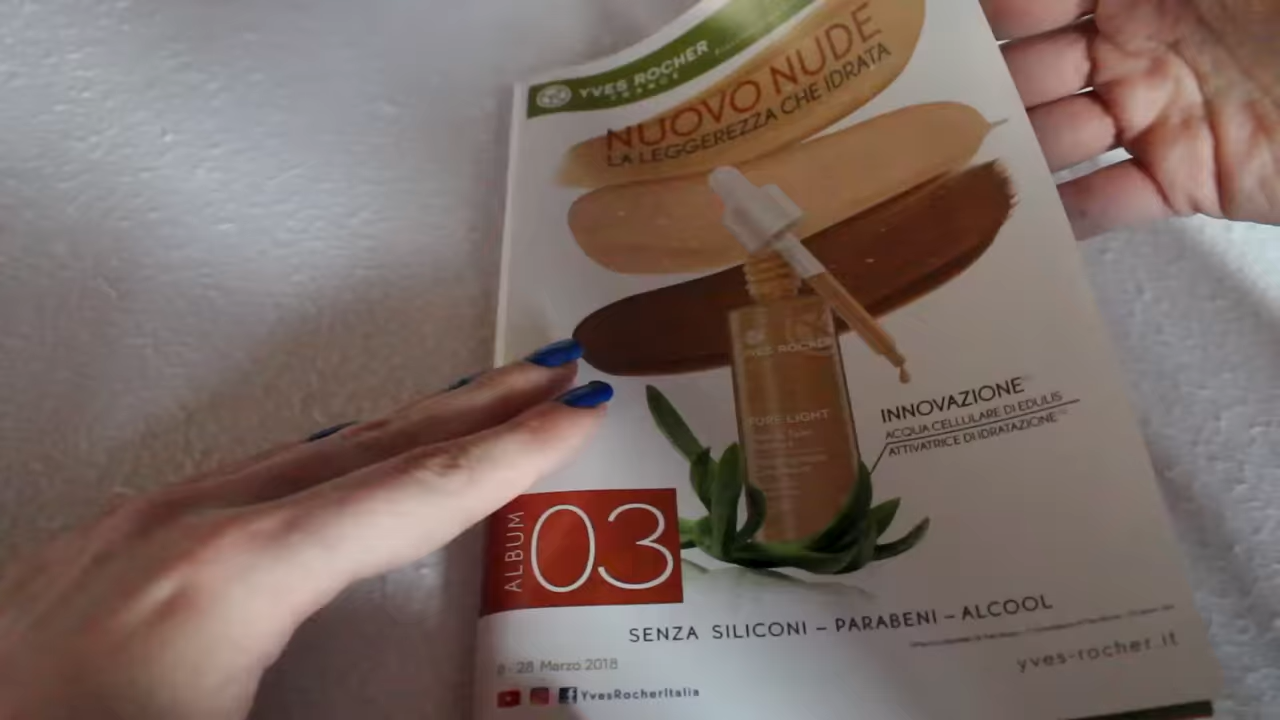 YVES ROCHER
FRANCE
NUOVO NUDE
LA LEGGEREZZA CHE IDRATA
YVES ROCHER
PURE LIGHT
INNOVAZIONE
ACQUA CELLULARE DI EDULIS
ATTIVATRICE DI IDRATAZIONE
ALBUM
03
SENZA SILICONI – PARABENI – ALCOOL
28 Marzo 2018
yves-rocher.it
YvesRocherItalia